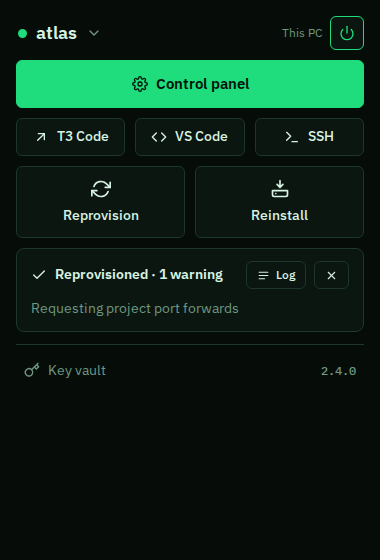 atlas
This PC
Control panel
T3 Code
VS Code
SSH
Reprovision
Reinstall
Reprovisioned · 1 warning
Log
Requesting project port forwards
Key vault
2.4.0